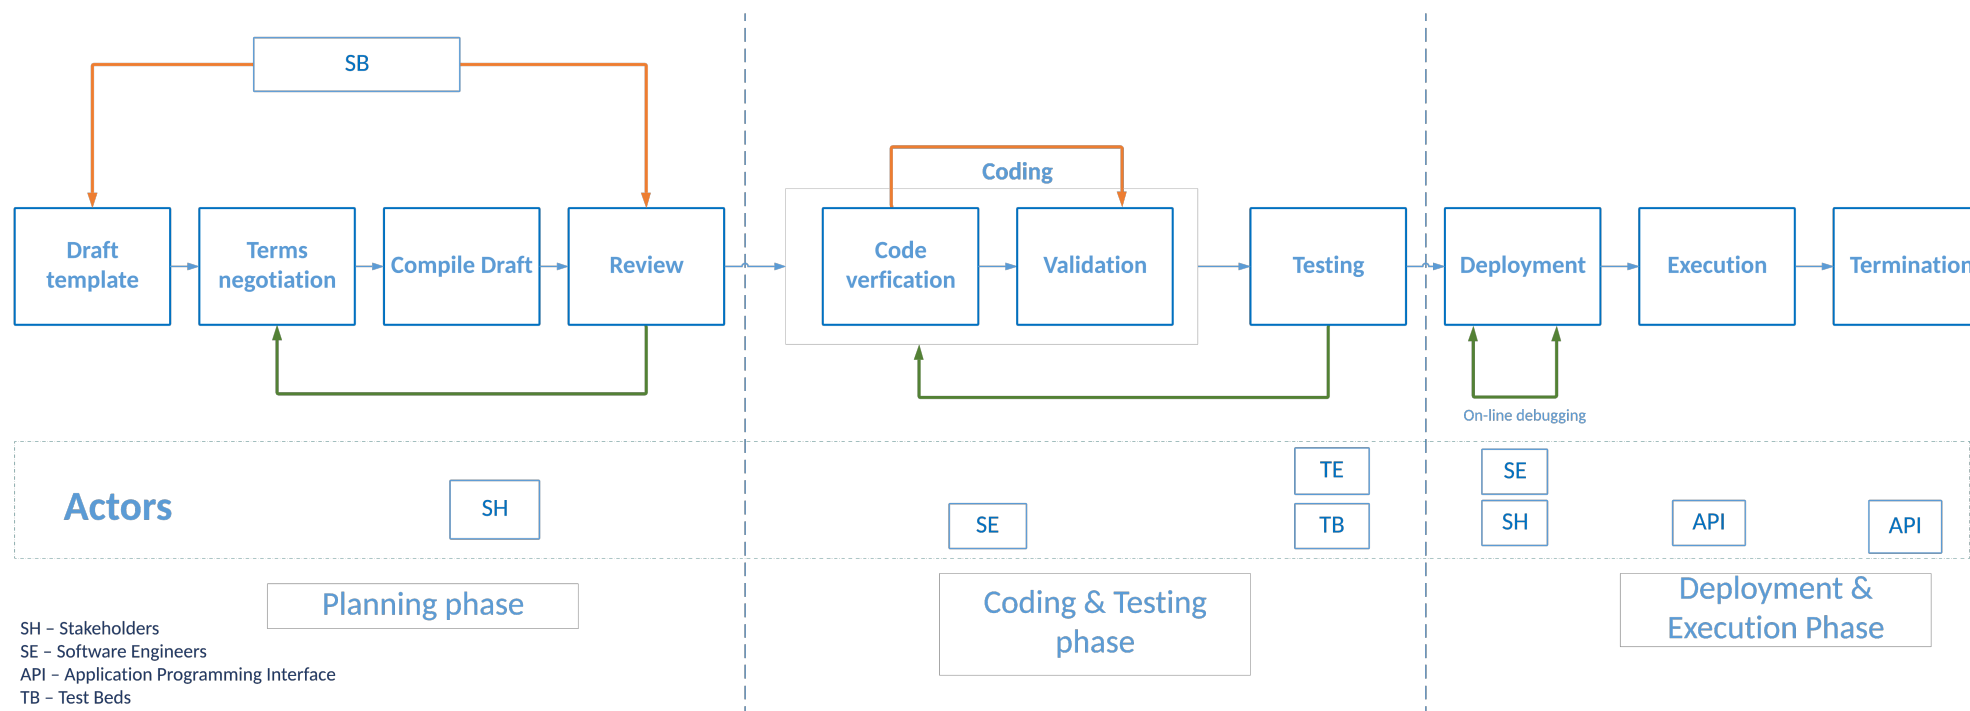 SB
Coding
Draft
template
Terms
negotiation
Compile Draft
Review
Code
verfication
Validation
Testing
Deployment
Execution
Termination
On-line debugging
Actors
SH
SE
TE
TB
SE
SH
API
API
Planning phase
Coding & Testing
phase
Deployment &
Execution Phase
SH – Stakeholders
SE – Software Engineers
API – Application Programming Interface
TB – Test Beds